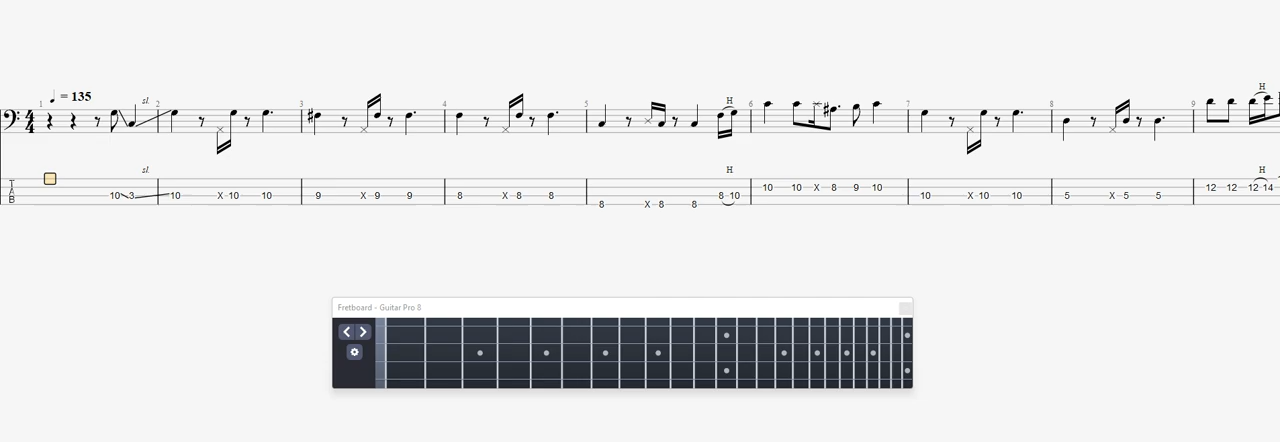 = 135
1 2 3 4 5 6 7 8 9
sl. H H
4
4
sl. H H
T
A
B
10 3 10 X 10 10 9 X 9 9 8 X 8 8 8 X 8 8 8 10 10 10 X 8 9 10 10 X 10 10 5 X 5 5 12 12 12 14
Fretboard - Guitar Pro 8